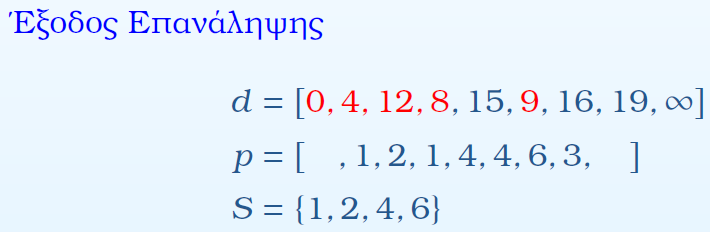 Έξοδος Επανάληψης
d = [0, 4, 12, 8, 15, 9, 16, 19, ∞]
p = [ , 1, 2, 1, 4, 4, 6, 3, ]
S = {1, 2, 4, 6}